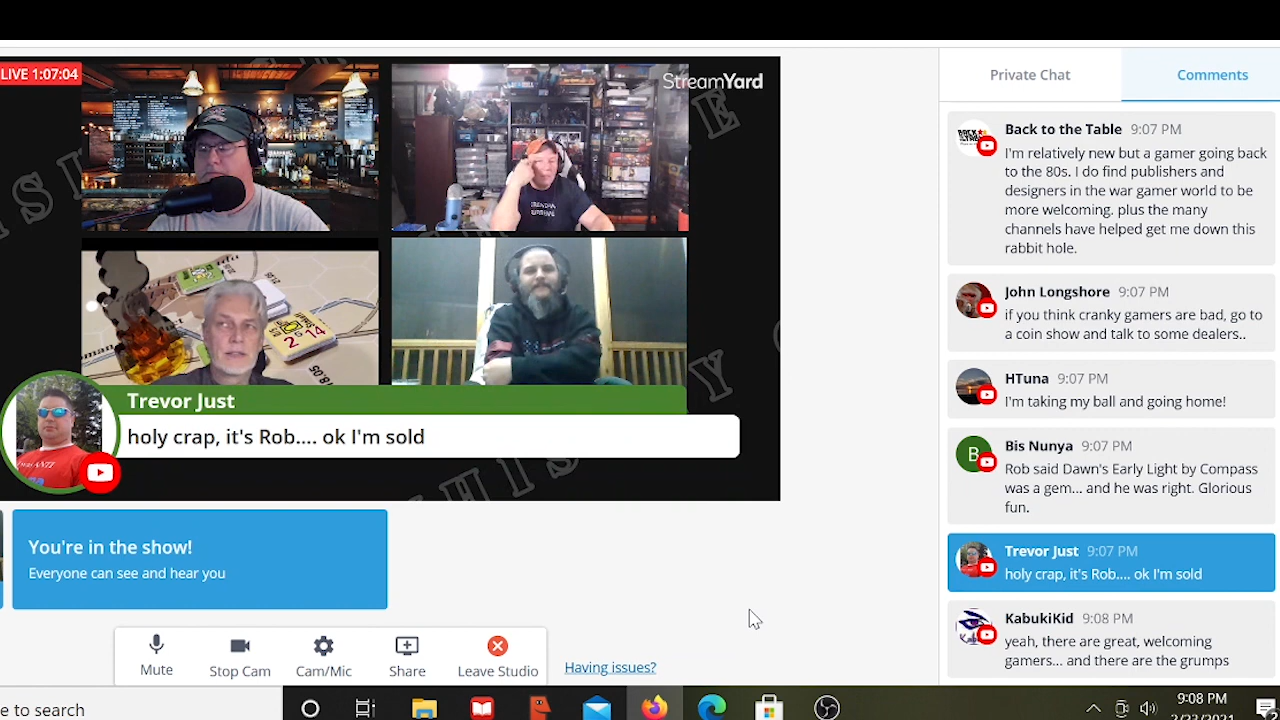 LIVE 1:07:04
StreamYard
Private Chat
Comments
Back to the Table 9:07 PM
I'm relatively new but a gamer going back
to the 80s. I do find publishers and
designers in the war gamer world to be
more welcoming. plus the many
channels have helped get me down this
rabbit hole.
John Longshore 9:07 PM
if you think cranky gamers are bad, go to
a coin show and talk to some dealers..
HTuna 9:07 PM
I'm taking my ball and going home!
Bis Nunya 9:07 PM
Rob said Dawn's Early Light by Compass
was a gem... and he was right. Glorious
fun.
Trevor Just 9:07 PM
holy crap, it's Rob.... ok I'm sold
KabukiKid 9:08 PM
yeah, there are great, welcoming
gamers... and there are the grumps
2 6 14
Trevor Just
holy crap, it's Rob.... ok I'm sold
You're in the show!
Everyone can see and hear you
Mute
Stop Cam
Cam/Mic
Share
Leave Studio
Having issues?
e to search
9:08 PM